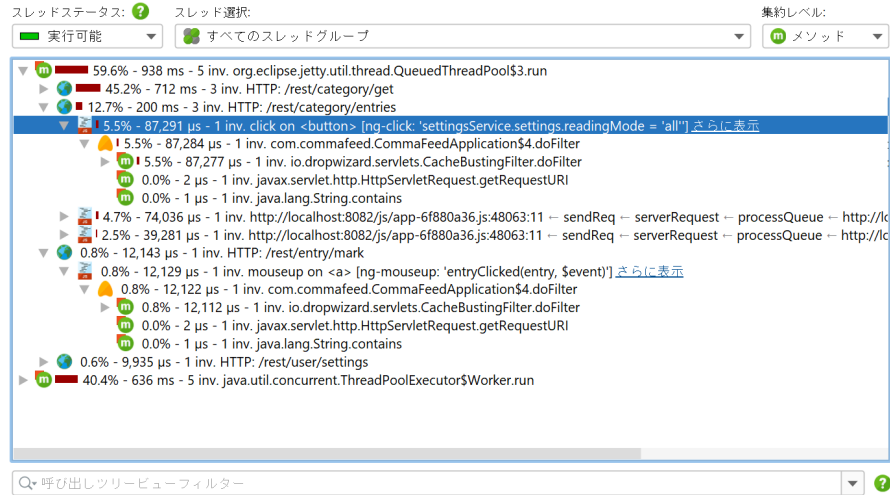 スレッドステータス: スレッド選択: 集約レベル:
実行可能 すべてのスレッドグループ メソッド
59.6% - 938 ms - 5 inv. org.eclipse.jetty.util.thread.QueuedThreadPool$3.run
45.2% - 712 ms - 3 inv. HTTP: /rest/category/get
12.7% - 200 ms - 3 inv. HTTP: /rest/category/entries
5.5% - 87,291 µs - 1 inv. click on <button> [ng-click: 'settingsService.settings.readingMode = 'all''] さらに表示
5.5% - 87,284 µs - 1 inv. com.commafeed.CommaFeedApplication$4.doFilter
5.5% - 87,277 µs - 1 inv. io.dropwizard.servlets.CacheBustingFilter.doFilter
0.0% - 2 µs - 1 inv. javax.servlet.http.HttpServletRequest.getRequestURI
0.0% - 1 µs - 1 inv. java.lang.String.contains
4.7% - 74,036 µs - 1 inv. http://localhost:8082/js/app-6f880a36.js:48063:11 ← sendReq ← serverRequest ← processQueue ← http://lo
2.5% - 39,281 µs - 1 inv. http://localhost:8082/js/app-6f880a36.js:48063:11 ← sendReq ← serverRequest ← processQueue ← http://lo
0.8% - 12,143 µs - 1 inv. HTTP: /rest/entry/mark
0.8% - 12,129 µs - 1 inv. mouseup on <a> [ng-mouseup: 'entryClicked(entry, $event)'] さらに表示
0.8% - 12,122 µs - 1 inv. com.commafeed.CommaFeedApplication$4.doFilter
0.8% - 12,112 µs - 1 inv. io.dropwizard.servlets.CacheBustingFilter.doFilter
0.0% - 2 µs - 1 inv. javax.servlet.http.HttpServletRequest.getRequestURI
0.0% - 1 µs - 1 inv. java.lang.String.contains
0.6% - 9,935 µs - 1 inv. HTTP: /rest/user/settings
40.4% - 636 ms - 5 inv. java.util.concurrent.ThreadPoolExecutor$Worker.run
呼び出しツリービューフィルター